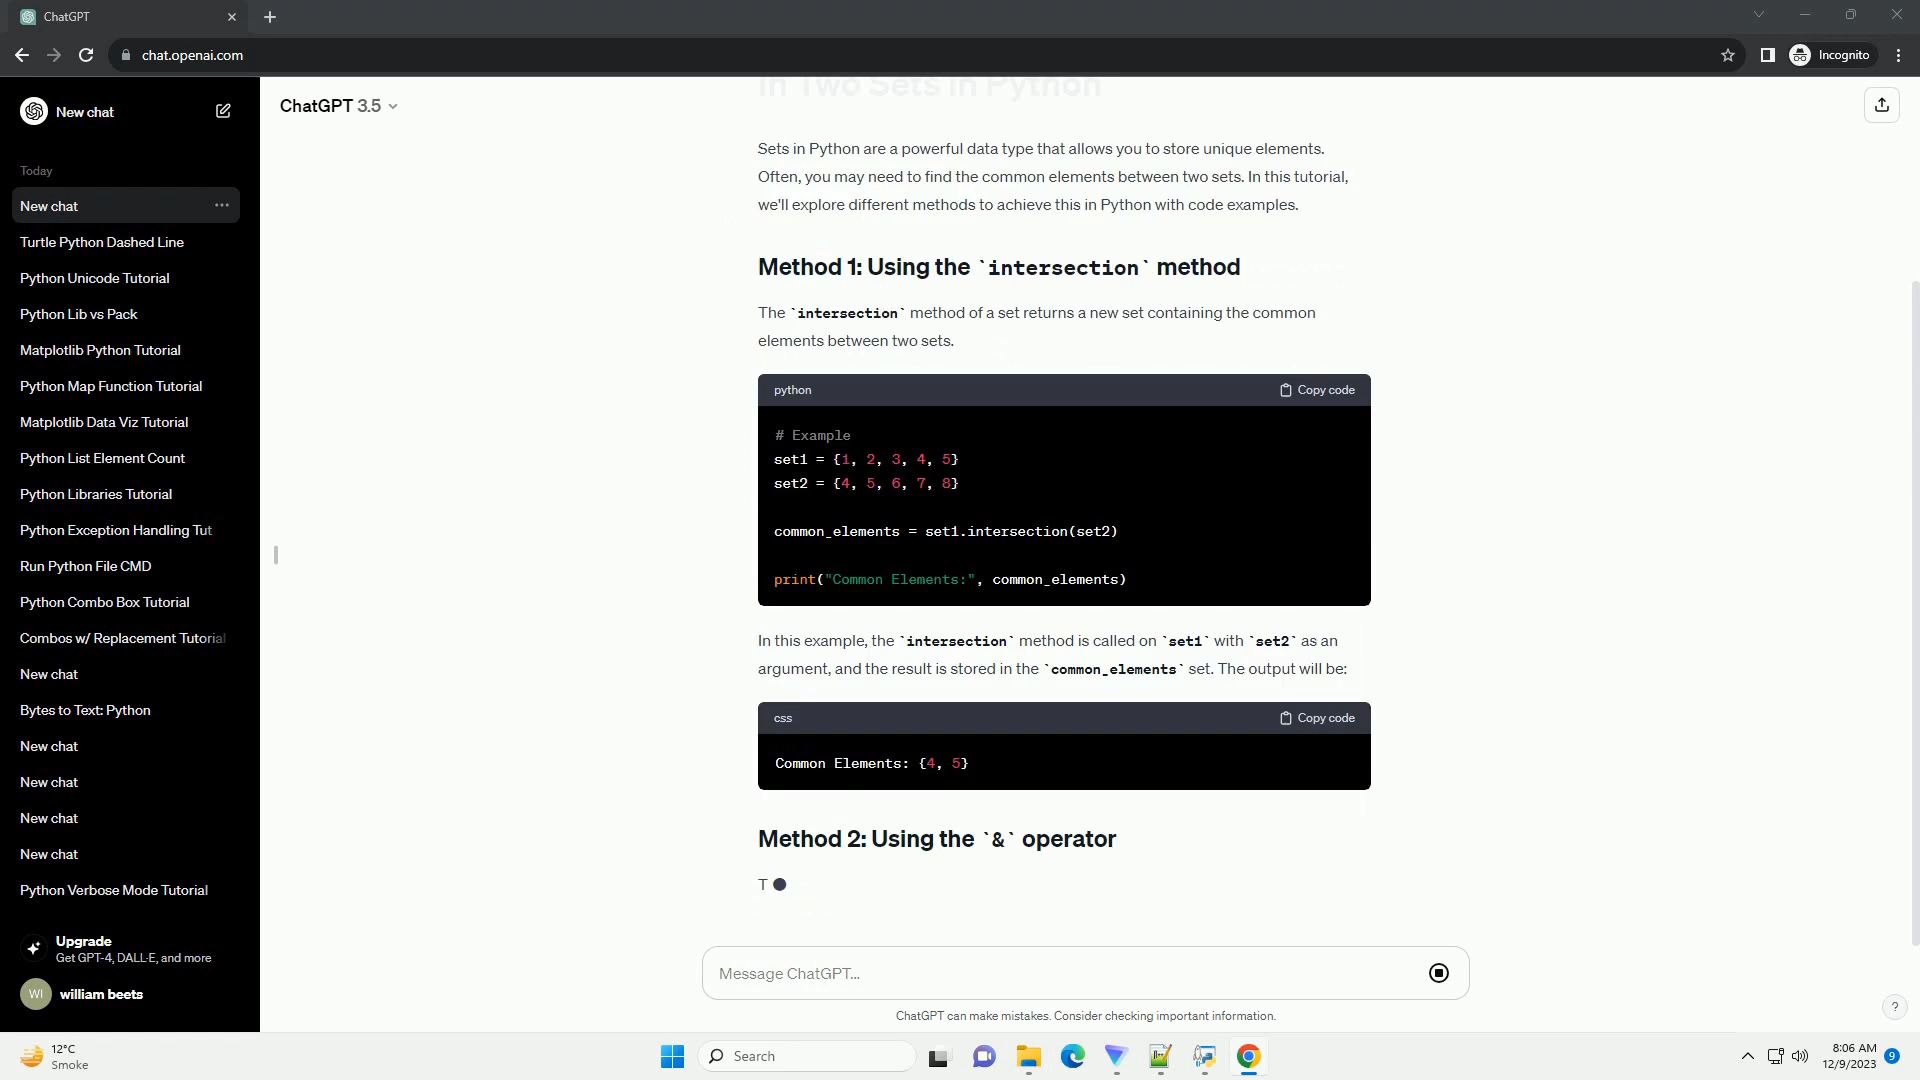 ChatGPT
chat.openai.com
Incognito
New chat
Today
New chat
Turtle Python Dashed Line
Python Unicode Tutorial
Python Lib vs Pack
Matplotlib Python Tutorial
Python Map Function Tutorial
Matplotlib Data Viz Tutorial
Python List Element Count
Python Libraries Tutorial
Python Exception Handling Tut
Run Python File CMD
Python Combo Box Tutorial
Combos w/ Replacement Tutorial
New chat
Bytes to Text: Python
New chat
New chat
New chat
New chat
Python Verbose Mode Tutorial
Upgrade
Get GPT-4, DALL·E, and more
WI
william beets
ChatGPT 3.5
In Two Sets in Python
Sets in Python are a powerful data type that allows you to store unique elements.
Often, you may need to find the common elements between two sets. In this tutorial,
we'll explore different methods to achieve this in Python with code examples.
Method 1: Using the `intersection` method
The `intersection` method of a set returns a new set containing the common
elements between two sets.
python
Copy code
# Example
set1 = {1, 2, 3, 4, 5}
set2 = {4, 5, 6, 7, 8}
common_elements = set1.intersection(set2)
print("Common Elements:", common_elements)
In this example, the `intersection` method is called on `set1` with `set2` as an
argument, and the result is stored in the `common_elements` set. The output will be:
css
Copy code
Common Elements: {4, 5}
Method 2: Using the `&` operator
T
Message ChatGPT...
ChatGPT can make mistakes. Consider checking important information.
?
12°C
Smoke
Search
8:06 AM
12/9/2023
9